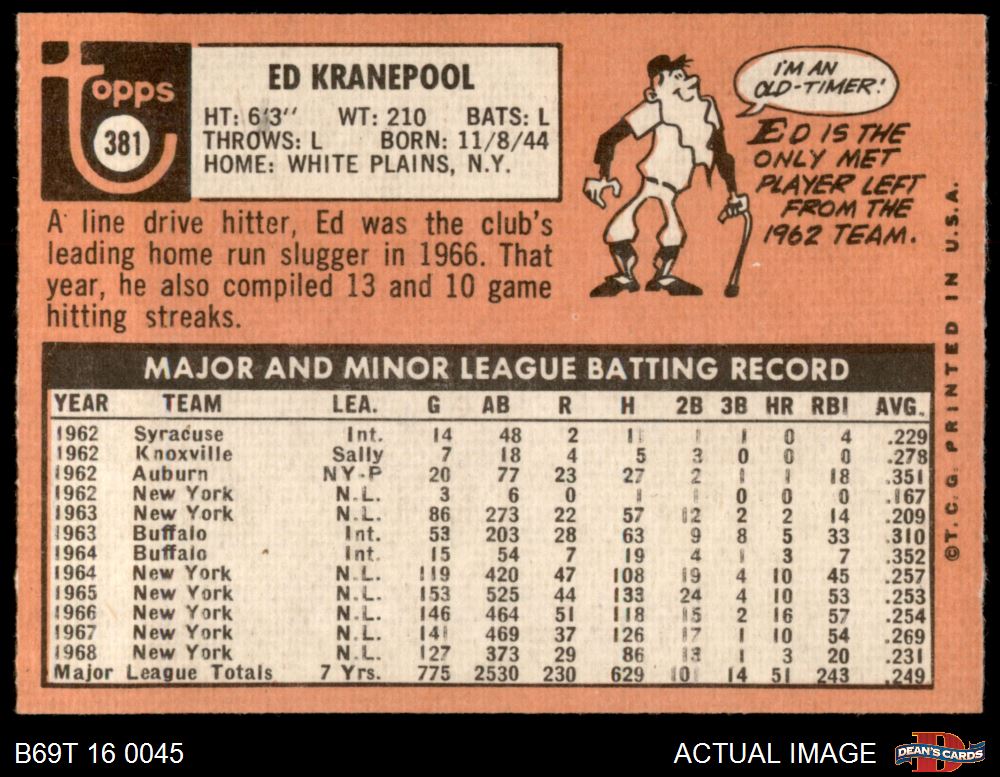 topps
381
ED KRANEPOOL
HT: 6'3" WT: 210 BATS: L
THROWS: L BORN: 11/8/44
HOME: WHITE PLAINS, N.Y.
A line drive hitter, Ed was the club's
leading home run slugger in 1966. That
year, he also compiled 13 and 10 game
hitting streaks.
I'M AN
OLD-TIMER!
ED IS THE
ONLY MET
PLAYER LEFT
FROM THE
1962 TEAM.
MAJOR AND MINOR LEAGUE BATTING RECORD
YEAR TEAM LEA. G AB R H 2B 3B HR RBI AVG.
1962 Syracuse Int. 14 48 2 11 1 1 0 4 .229
1962 Knoxville Sally 7 18 4 5 3 0 0 0 .278
1962 Auburn NY-P 20 77 23 27 2 1 1 18 .351
1962 New York N.L. 3 6 0 1 1 0 0 0 .167
1963 New York N.L. 86 273 22 57 12 2 2 14 .209
1963 Buffalo Int. 53 203 28 63 9 8 5 33 .310
1964 Buffalo Int. 15 54 7 19 4 1 3 7 .352
1964 New York N.L. 119 420 47 108 19 4 10 45 .257
1965 New York N.L. 153 525 44 133 24 4 10 53 .253
1966 New York N.L. 146 464 51 118 15 2 16 57 .254
1967 New York N.L. 141 469 37 126 17 1 10 54 .269
1968 New York N.L. 127 373 29 86 13 1 3 20 .231
Major League Totals 7 Yrs. 775 2530 230 629 101 14 51 243 .249
©T.C.G. PRINTED IN U.S.A.
B69T 16 0045
ACTUAL IMAGE
DEAN'S CARDS